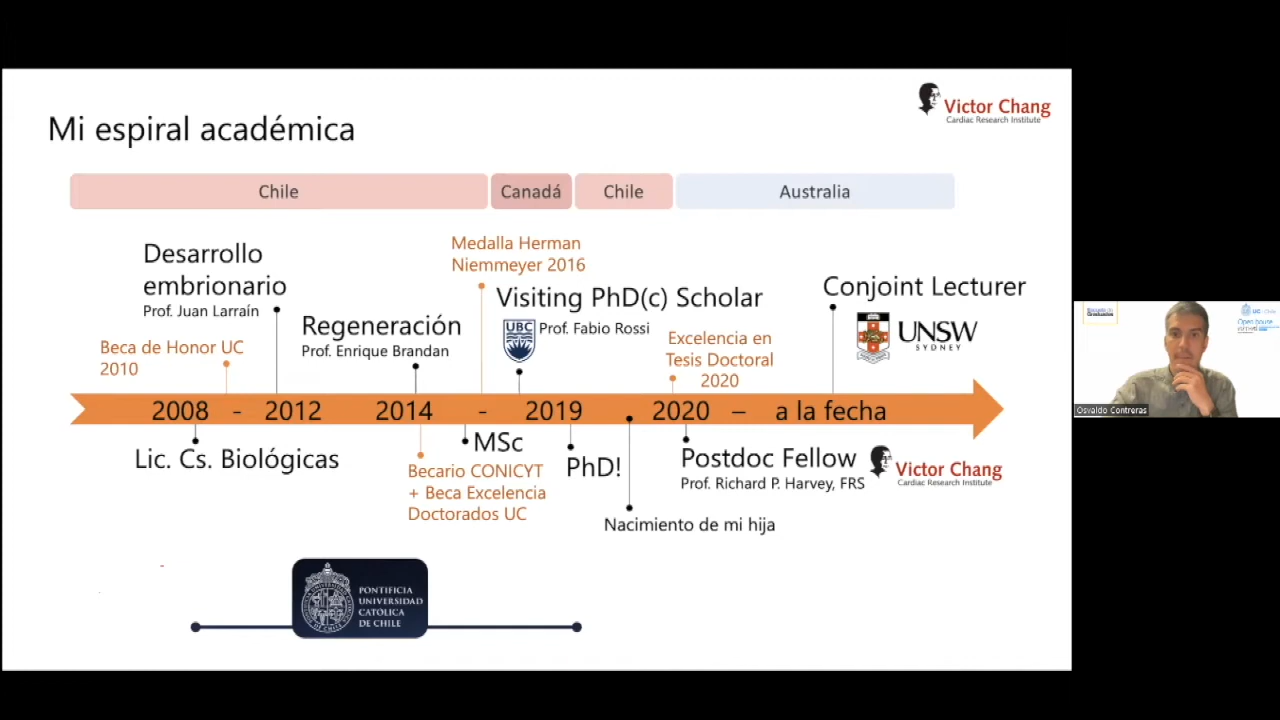 Mi espiral académica
Victor Chang
Cardiac Research Institute
Chile
Canadá
Chile
Australia
Desarrollo
embrionario
Prof. Juan Larraín
Beca de Honor UC
2010
Regeneración
Prof. Enrique Brandan
Medalla Herman
Niemmeyer 2016
Visiting PhD(c) Scholar
UBC
Prof. Fabio Rossi
Excelencia en
Tesis Doctoral
2020
Conjoint Lecturer
UNSW
SYDNEY
2008 - 2012 2014 - 2019 2020 – a la fecha
Lic. Cs. Biológicas
MSc
Becario CONICYT
+ Beca Excelencia
Doctorados UC
PhD!
Nacimiento de mi hija
Postdoc Fellow
Prof. Richard P. Harvey, FRS
Victor Chang
Cardiac Research Institute
PONTIFICIA
UNIVERSIDAD
CATOLICA
DE CHILE
Osvaldo Contreras